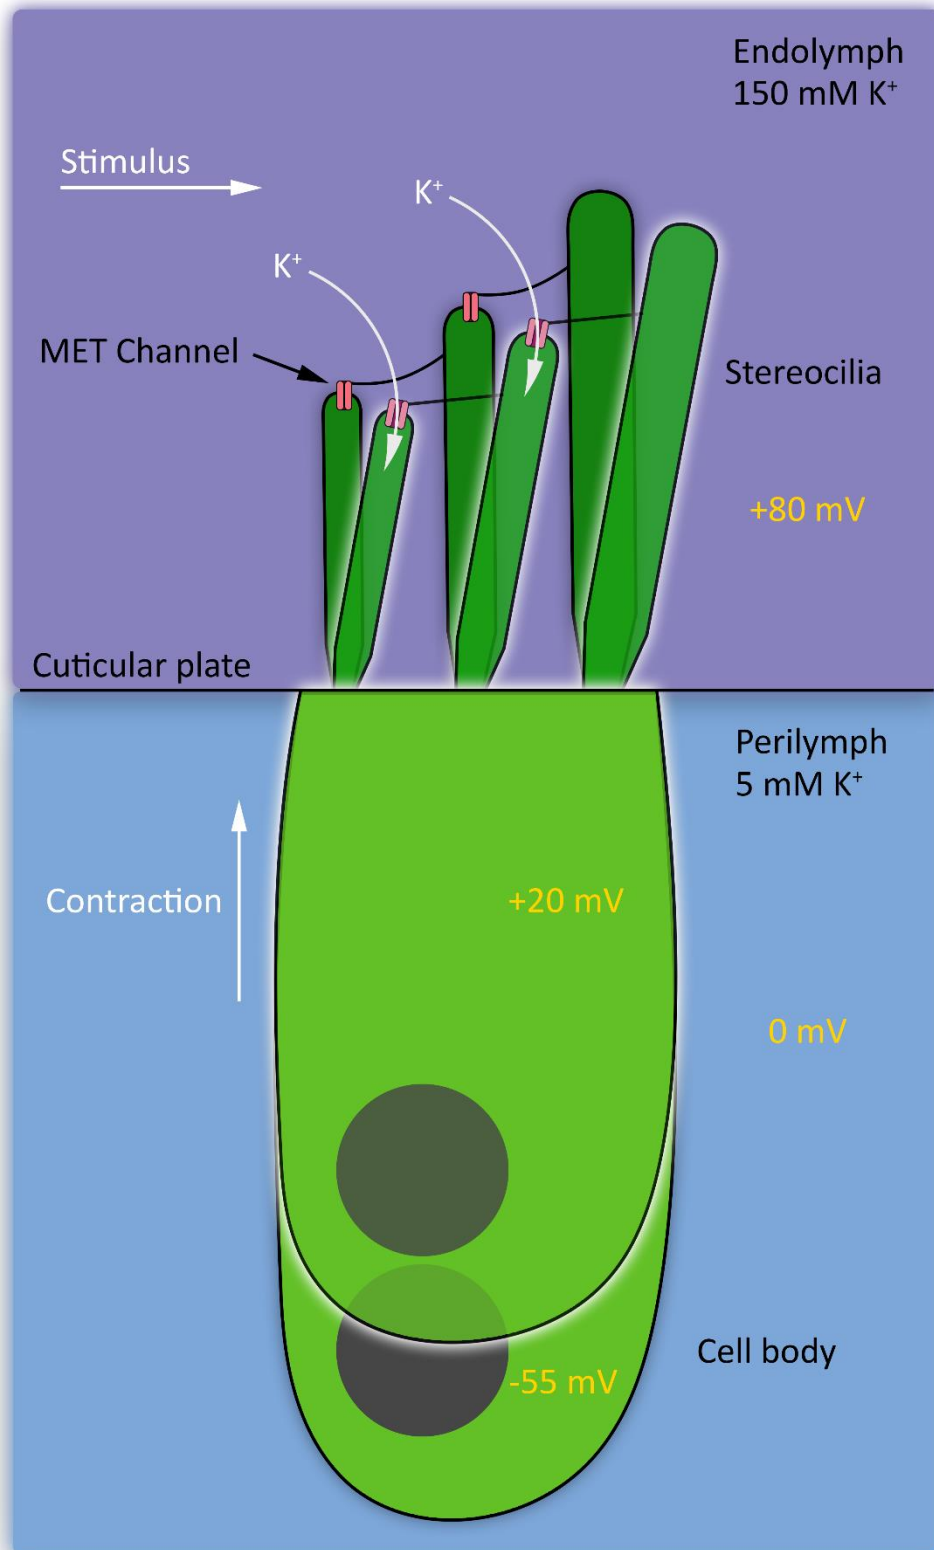 Endolymph
150 mM K⁺
Stimulus
K⁺
K⁺
MET Channel
Stereocilia
+80 mV
Cuticular plate
Perilymph
5 mM K⁺
Contraction
+20 mV
0 mV
Cell body
-55 mV